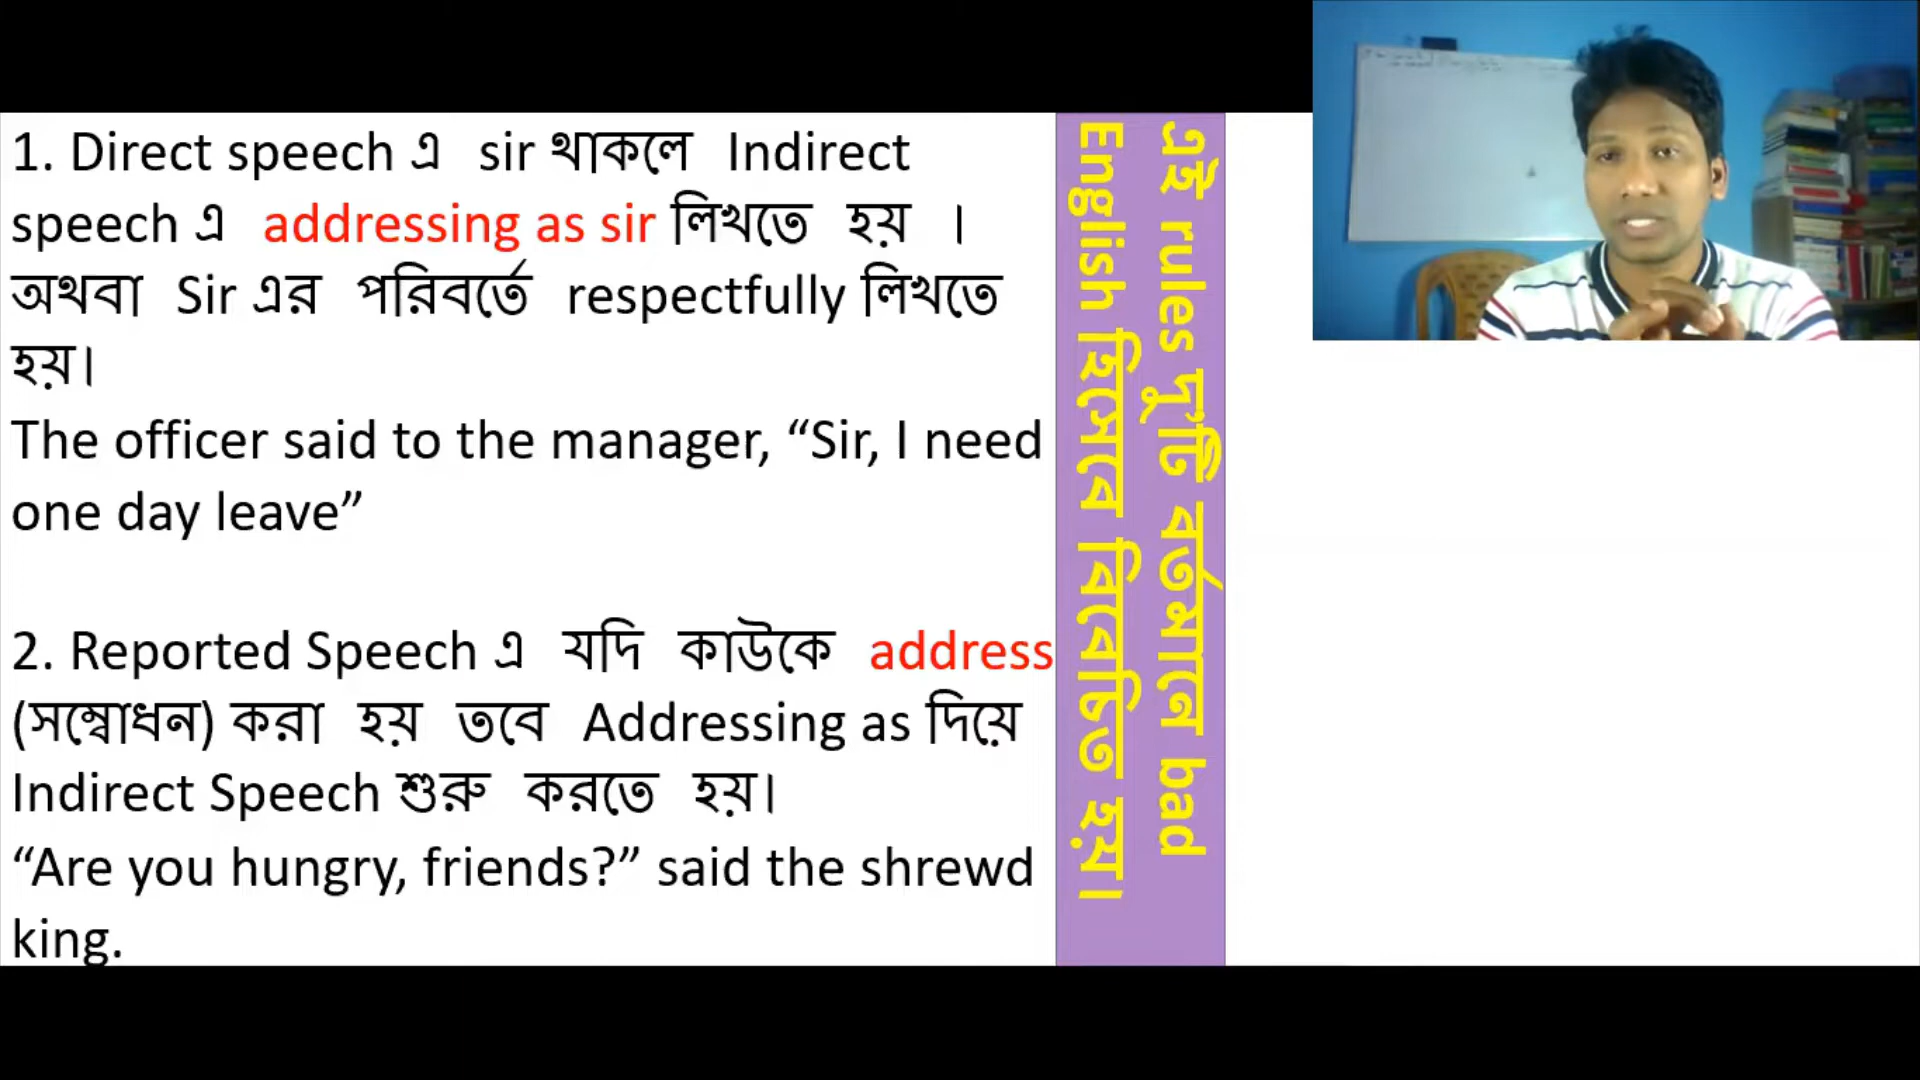 1. Direct speech এ sir থাকলে Indirect
speech এ addressing as sir লিখতে হয় ।
অথবা Sir এর পরিবর্তে respectfully লিখতে
হয়।
The officer said to the manager, “Sir, I need
one day leave”
2. Reported Speech এ যদি কাউকে address
(সম্বোধন) করা হয় তবে Addressing as দিয়ে
Indirect Speech শুরু করতে হয়।
“Are you hungry, friends?” said the shrewd
king.
এই rules দু'টি বর্তমানে bad
English হিসেবে বিবেচিত হয়।